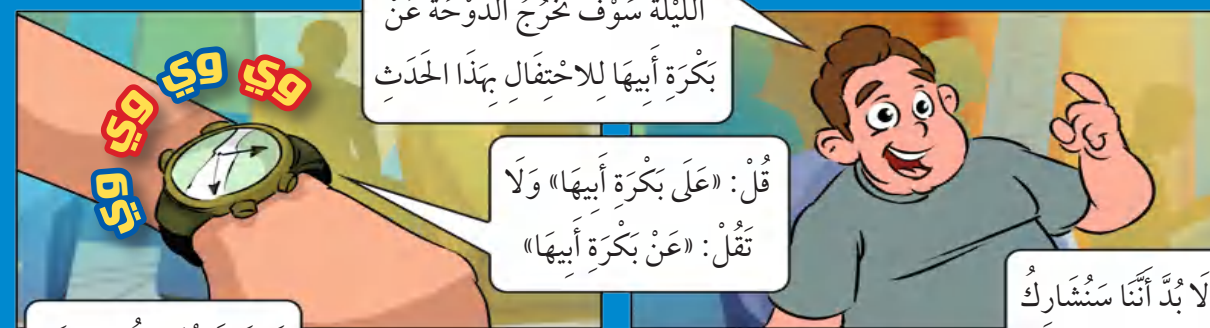 اللَّيْلَةَ سَوْفَ تَخْرُجُ الدَّوْحَةُ عَنْ
بَكْرَةِ أَبِيهَا لِلاحْتِفَالِ بِهَذَا الحَدَثِ
لَا بُدَّ أَنَّنَا سَنُشَارِكُ
وي وي وي وي
قُلْ: «عَلَى بَكْرَةِ أَبِيهَا» وَلَا
تَقُلْ: «عَنْ بَكْرَةِ أَبِيهَا»